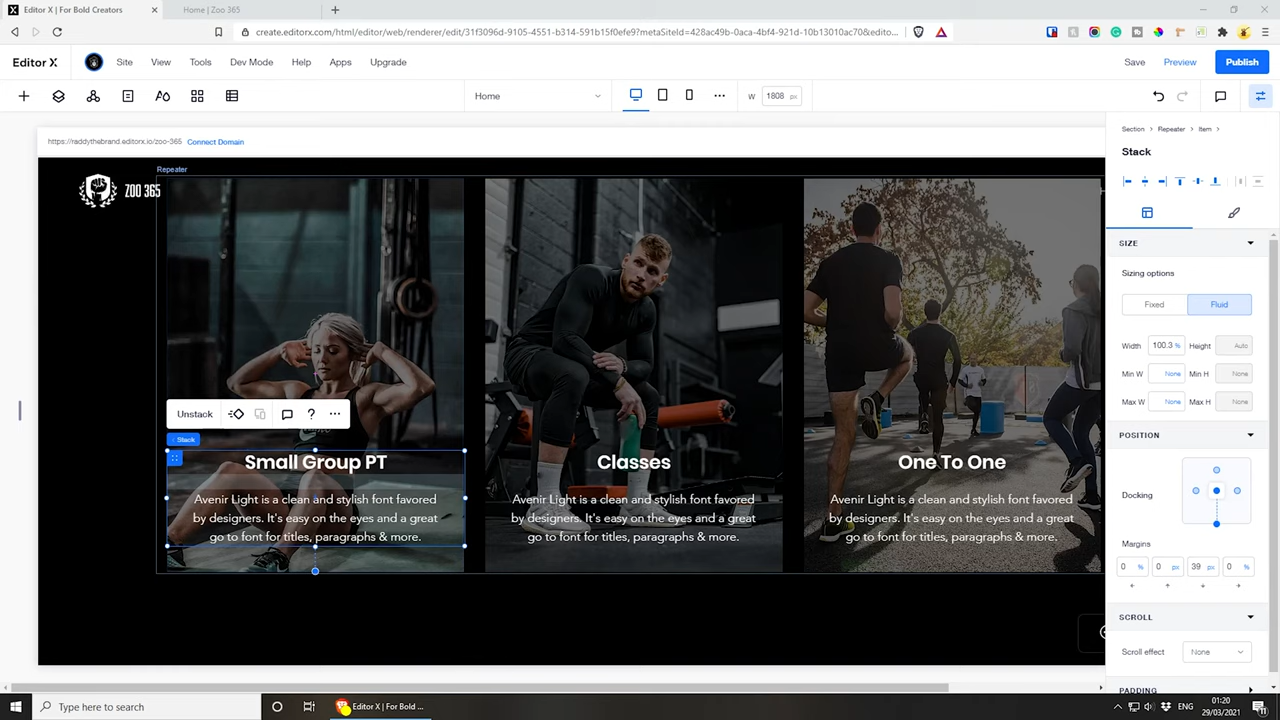 Editor X | For Bold Creators
Home | Zoo 365
create.editorx.com/html/editor/web/renderer/edit/31f3096d-9105-4551-b314-591b15f0efe9?metaSiteId=428ac49b-0aca-4bf4-921d-10b13010ac70&edito...
Editor X
Site
View
Tools
Dev Mode
Help
Apps
Upgrade
Save
Preview
Publish
Home
W
1808 px
https://raddythebrand.editorx.io/zoo-365
Connect Domain
Section > Repeater > Item >
Stack
Repeater
ZOO 365
SIZE
Sizing options
Fixed
Fluid
Width
100.3 %
Height
Auto
Min W
None
Min H
None
Max W
None
Max H
None
Unstack
?
< Stack
Small Group PT
Avenir Light is a clean and stylish font favored
by designers. It's easy on the eyes and a great
go to font for titles, paragraphs & more.
Classes
Avenir Light is a clean and stylish font favored
by designers. It's easy on the eyes and a great
go to font for titles, paragraphs & more.
One To One
Avenir Light is a clean and stylish font favored
by designers. It's easy on the eyes and a great
go to font for titles, paragraphs & more.
POSITION
Docking
Margins
0 %
0 px
39 px
0 %
SCROLL
Scroll effect
None
PADDING
Type here to search
Editor X | For Bold ...
ENG
01:20
29/03/2021